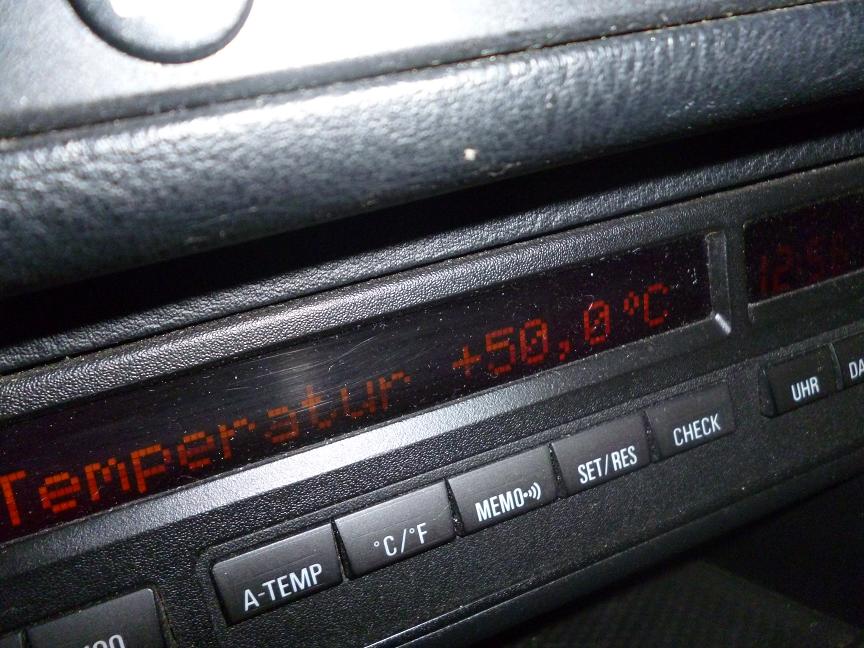 Temperatur +50,0 °C
A-TEMP
°C/°F
MEMO
SET/RES
CHECK
UHR